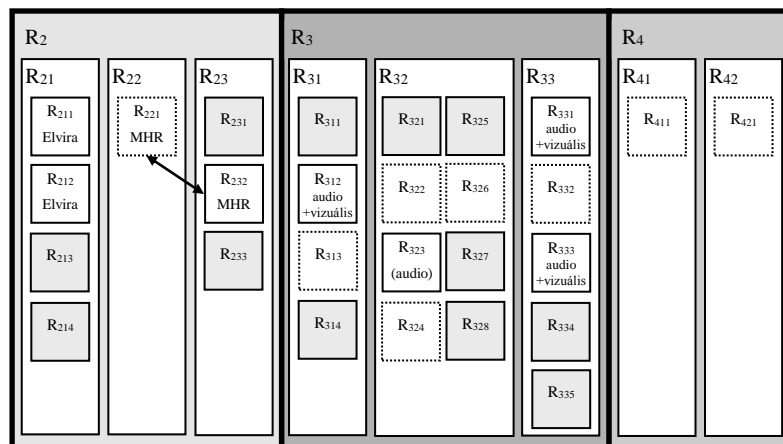 R2
R3
R4
R21
R22
R23
R31
R32
R33
R41
R42
R211
Elvira
R212
Elvira
R213
R214
R221
MHR
R231
R232
MHR
R233
R311
R312
audio
+vizuális
R313
R314
R321
R325
R322
R326
R323
(audio)
R327
R324
R328
R331
audio
+vizuális
R332
R333
audio
+vizuális
R334
R335
R411
R421